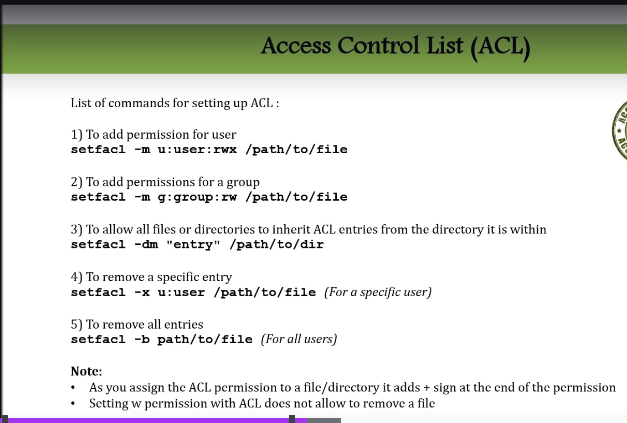 Access Control List (ACL)
List of commands for setting up ACL :
1) To add permission for user
setfacl -m u:user:rwx /path/to/file
2) To add permissions for a group
setfacl -m g:group:rw /path/to/file
3) To allow all files or directories to inherit ACL entries from the directory it is within
setfacl -dm "entry" /path/to/dir
4) To remove a specific entry
setfacl -x u:user /path/to/file (For a specific user)
5) To remove all entries
setfacl -b path/to/file (For all users)
Note:
• As you assign the ACL permission to a file/directory it adds + sign at the end of the permission
• Setting w permission with ACL does not allow to remove a file